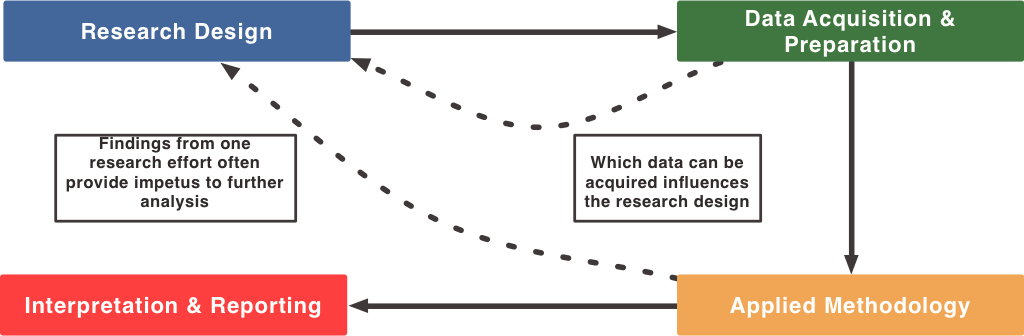 Research Design
Data Acquisition &
Preparation
Findings from one
research effort often
provide impetus to further
analysis
Which data can be
acquired influences
the research design
Interpretation & Reporting
Applied Methodology